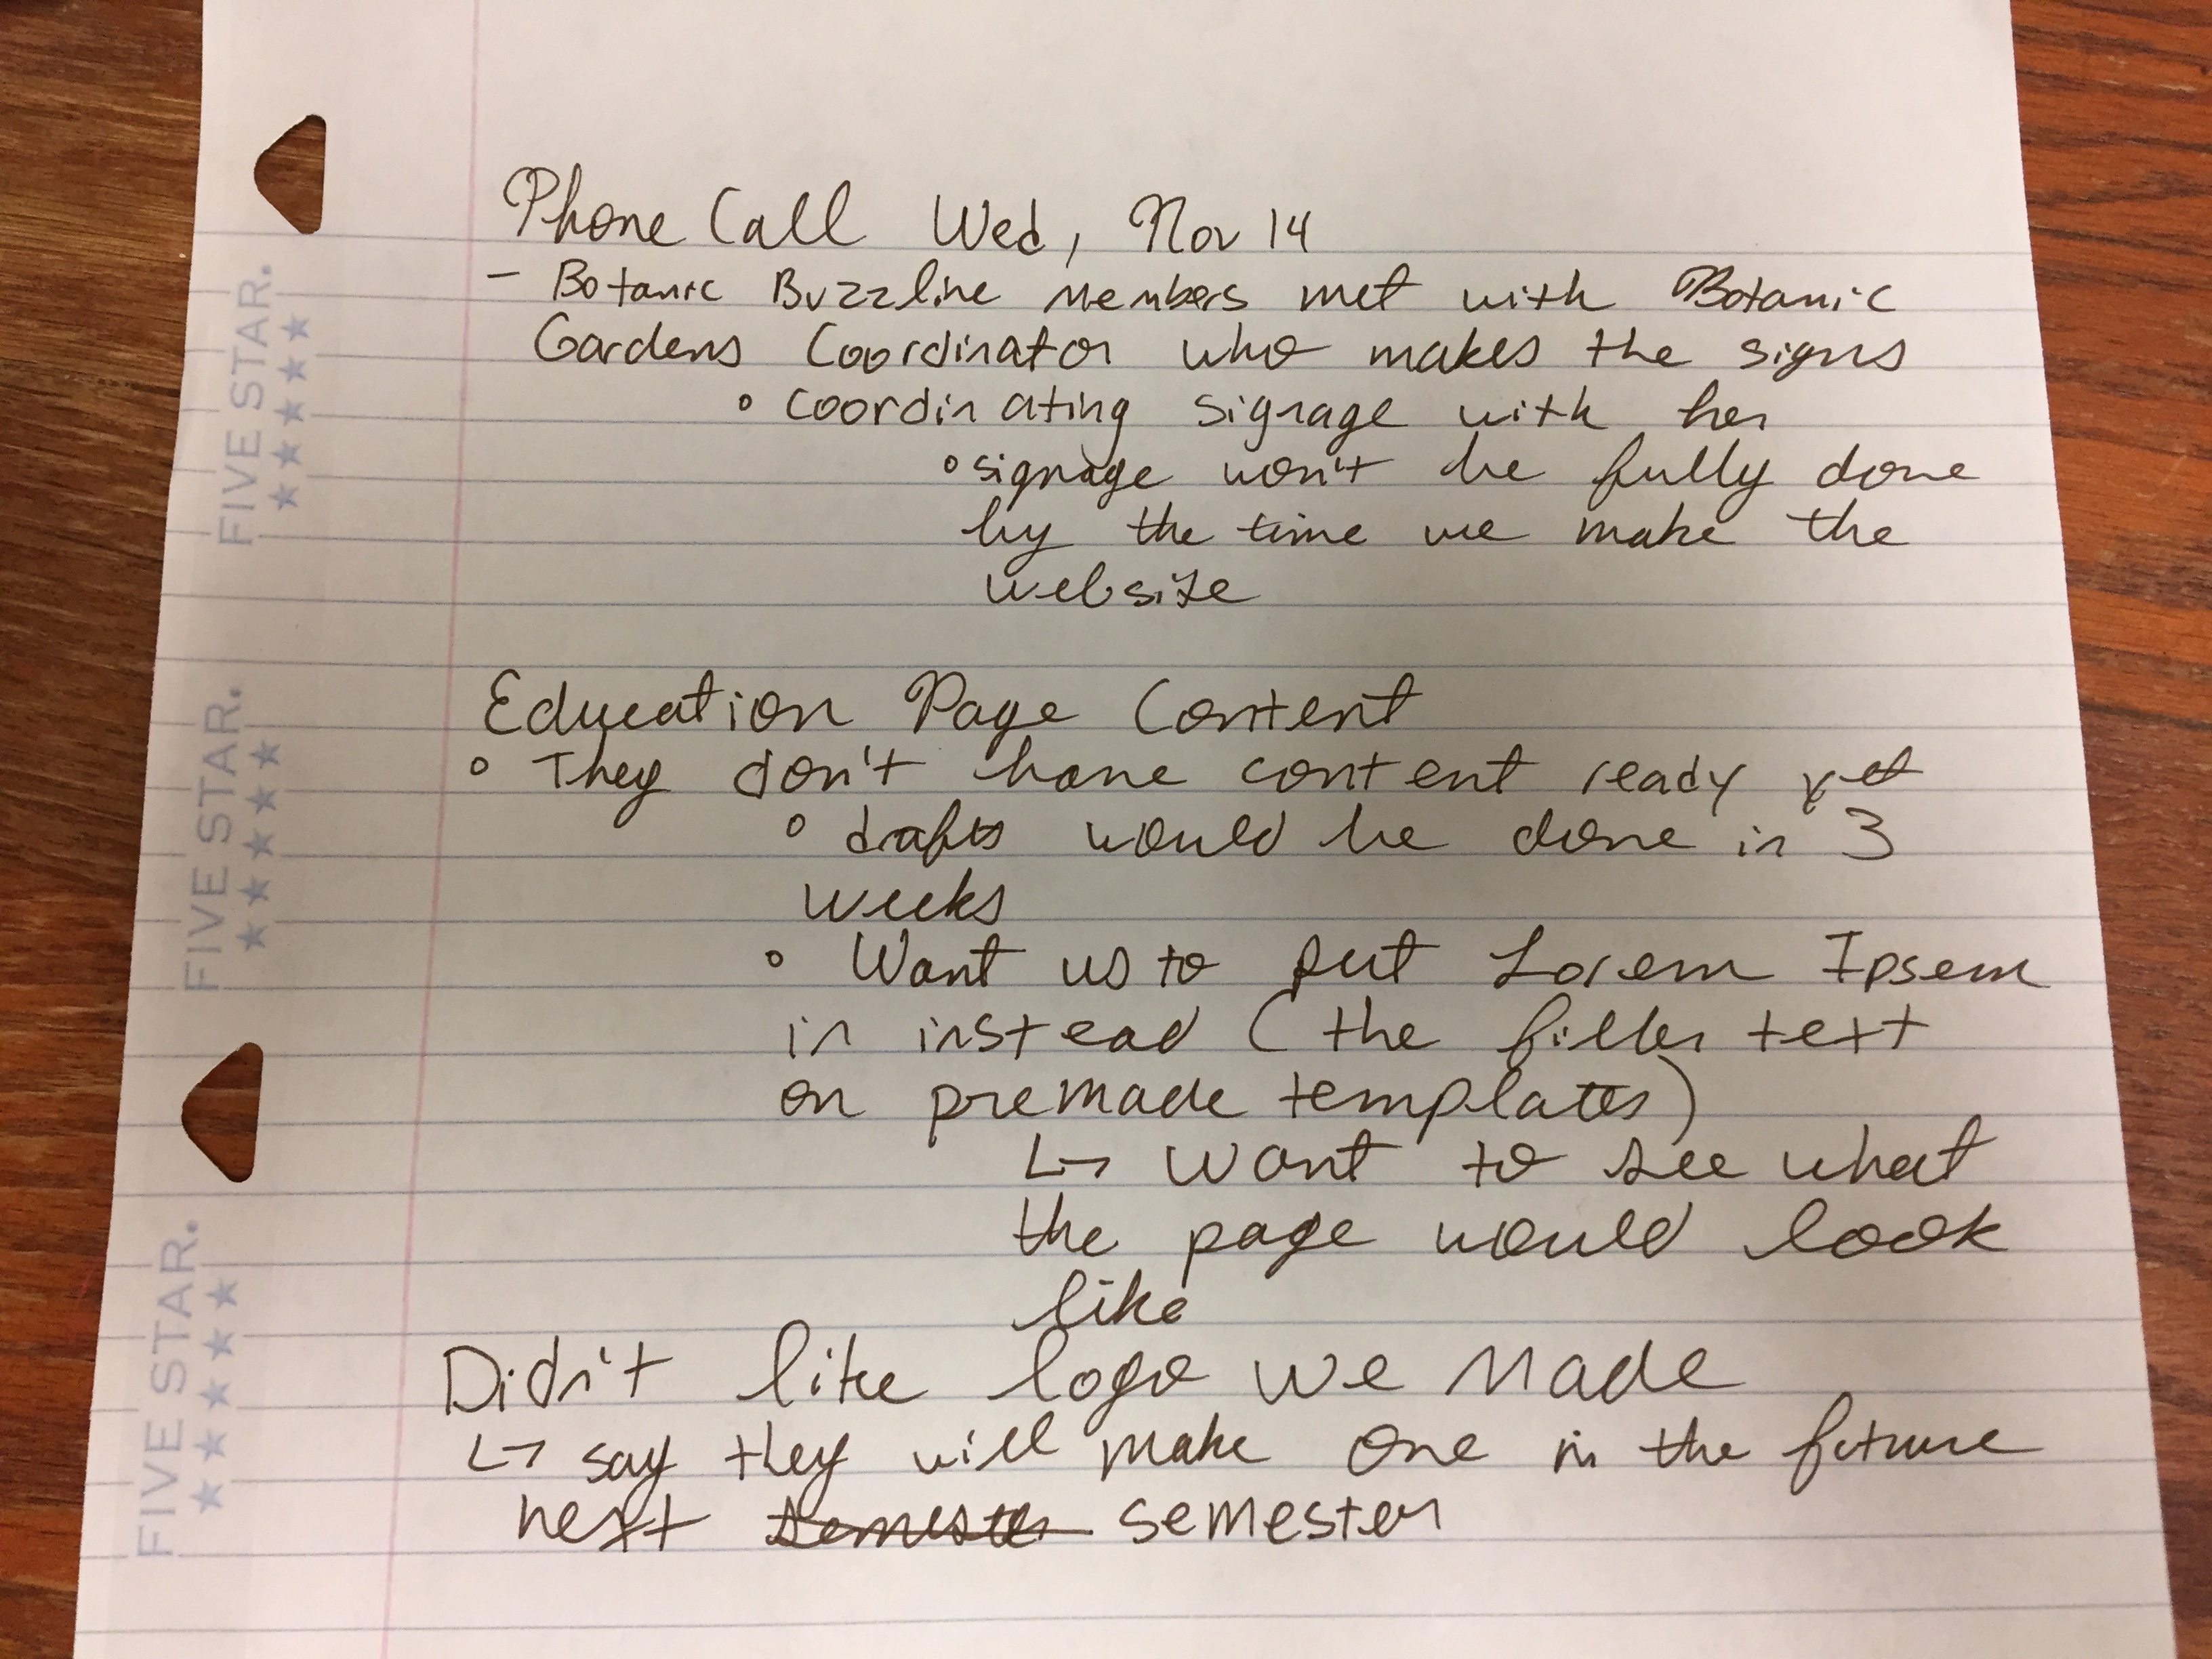 Phone Call Wed, Nov 14
- Botanic Buzzline members met with Botanic
Gardens Coordinator who makes the signs
◦ coordinating signage with her
◦ signage won't be fully done
by the time we make the
website
Education Page Content
◦ They don't have content ready yet
◦ drafts would be done in 3
weeks
◦ Want us to put Lorem Ipsem
in instead (the filler text
on premade templates)
↳ Want to see what
the page would look
like
Didn't like logo we made
↳ say they will make one in the future
next semester semester
FIVE STAR.
FIVE STAR.
FIVE STAR.